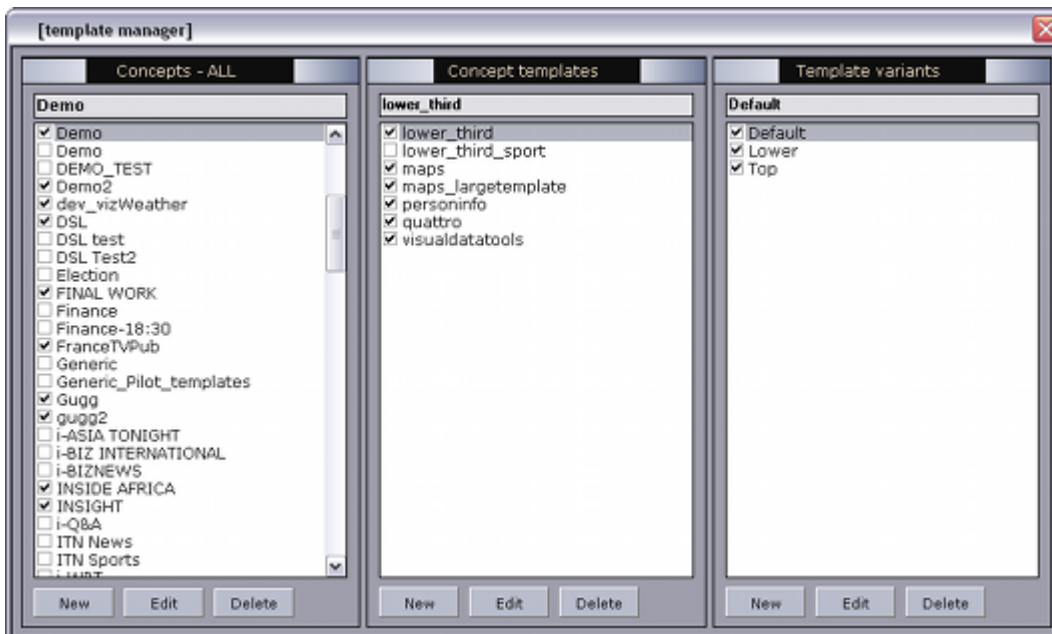 [template manager]
Concepts - ALL
Demo
Demo
Demo
DEMO_TEST
Demo2
dev_vizWeather
DSL
DSL test
DSL Test2
Election
FINAL WORK
Finance
Finance-18:30
FranceTVPub
Generic
Generic_Pilot_templates
Gugg
gugg2
i-ASIA TONIGHT
i-BIZ INTERNATIONAL
i-BIZNEWS
INSIDE AFRICA
INSIGHT
i-Q&A
ITN News
ITN Sports
New Edit Delete
Concept templates
lower_third
lower_third
lower_third_sport
maps
maps_largetemplate
personinfo
quattro
visualdatatools
New Edit Delete
Template variants
Default
Default
Lower
Top
New Edit Delete